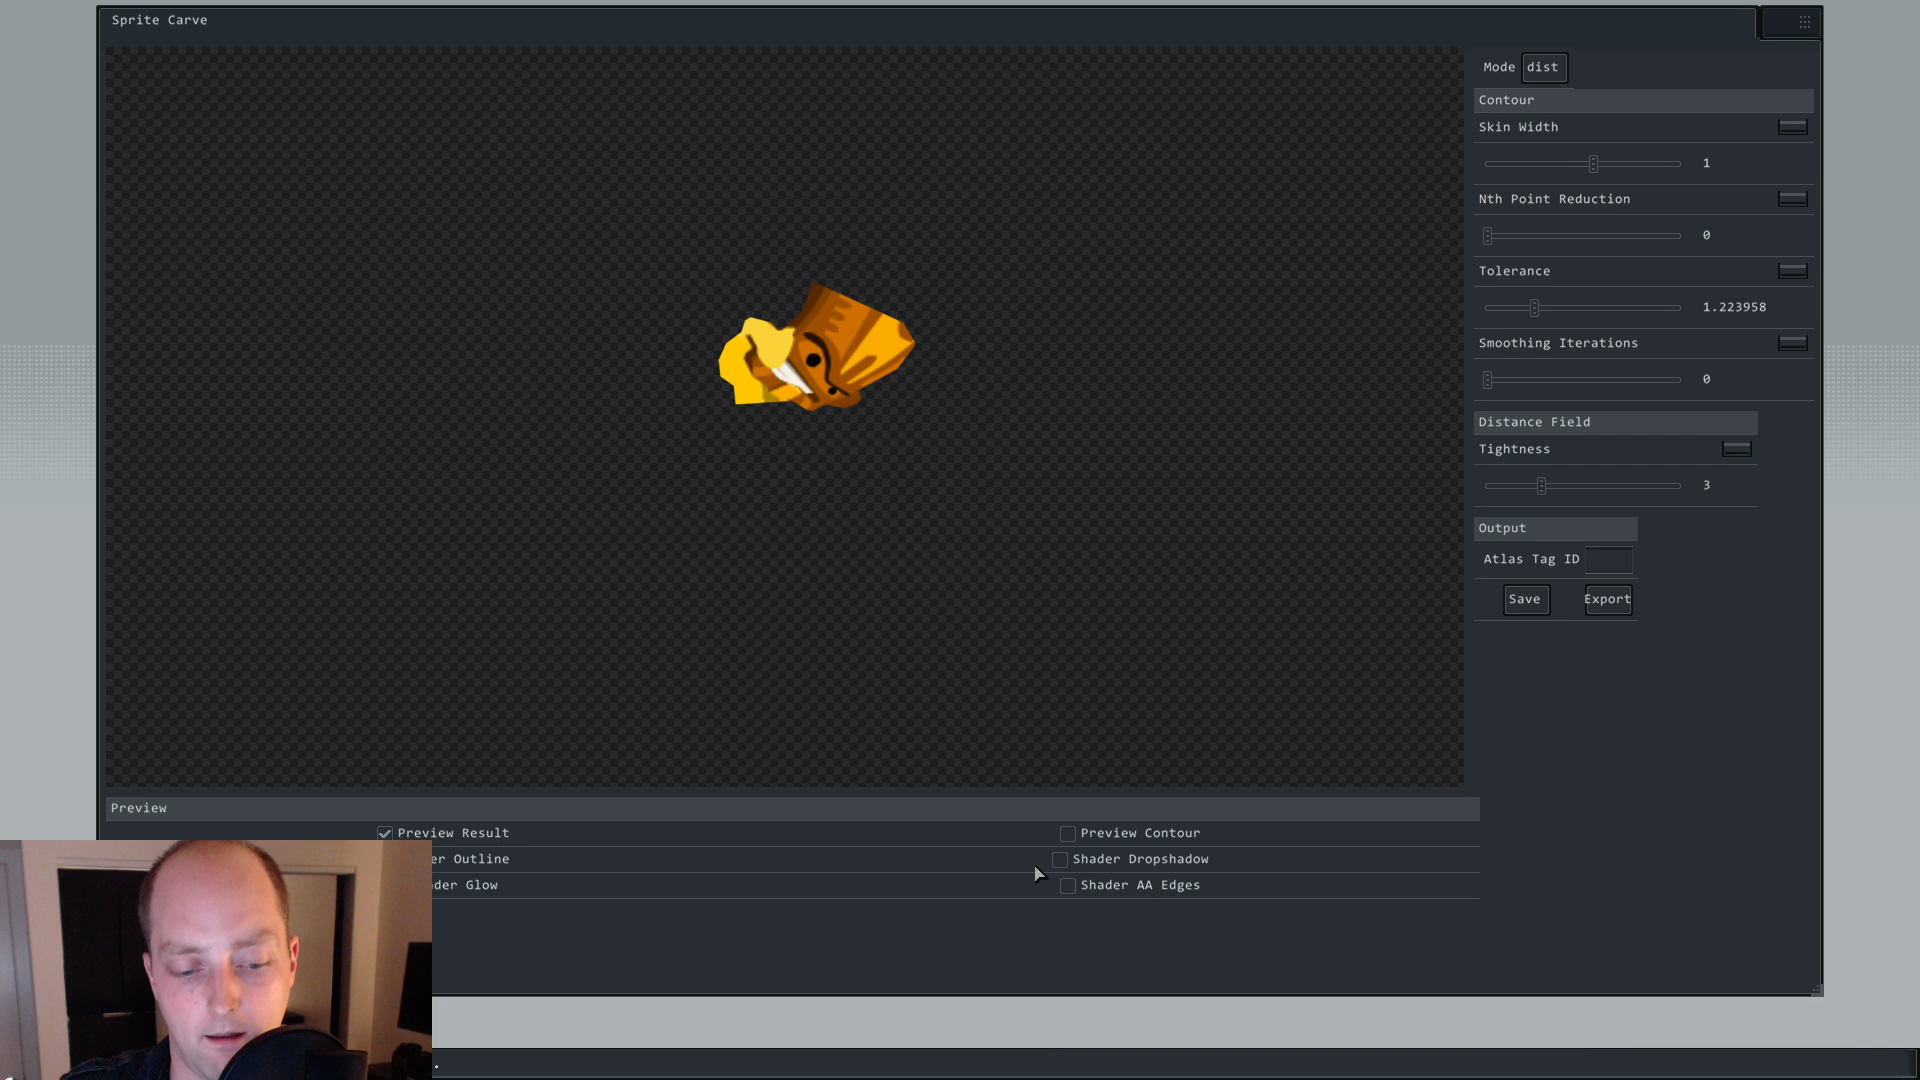 Sprite Carve
Mode dist
Contour
Skin Width
1
Nth Point Reduction
0
Tolerance
1.223958
Smoothing Iterations
0
Distance Field
Tightness
3
Output
Atlas Tag ID
Save Export
Preview
Preview Result Preview Contour
er Outline Shader Dropshadow
der Glow Shader AA Edges